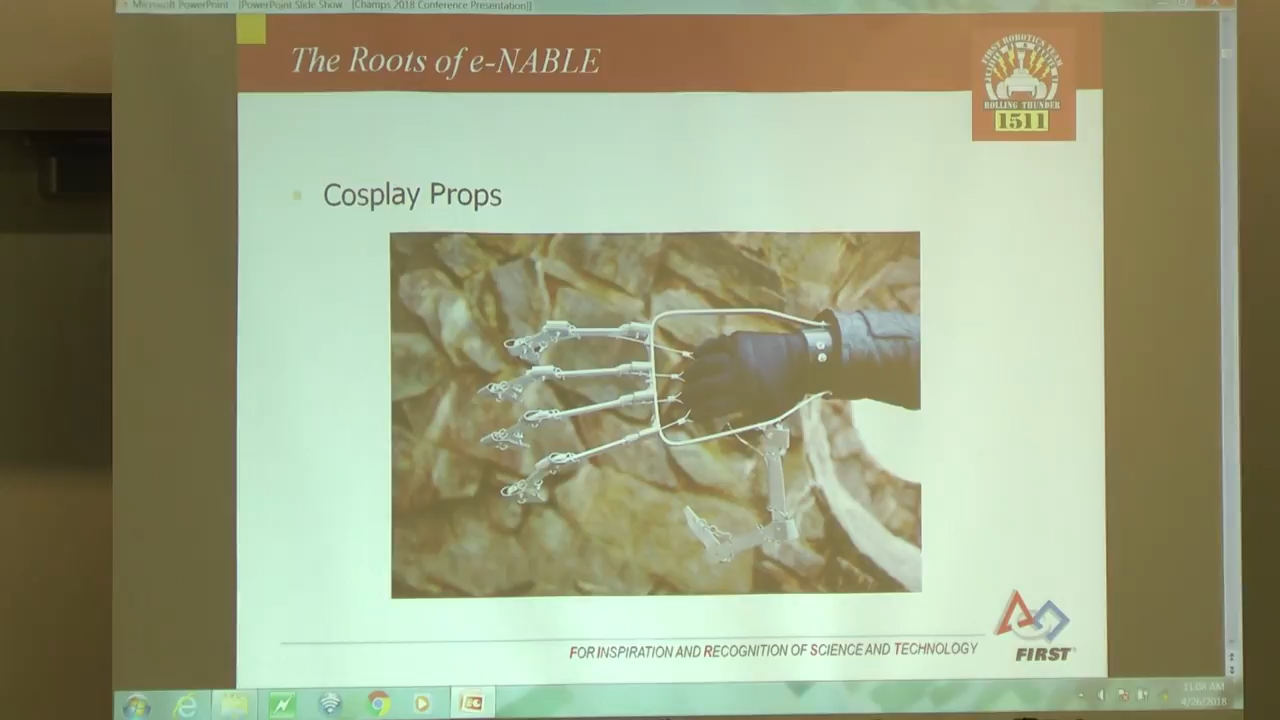 Microsoft PowerPoint - [PowerPoint Slide Show - [Champs 2018 Conference Presentation]]
The Roots of e-NABLE
FIRST ROBOTICS TEAM
ROLLING THUNDER
1511
Cosplay Props
FOR INSPIRATION AND RECOGNITION OF SCIENCE AND TECHNOLOGY
FIRST
11:08 AM
4/26/2018